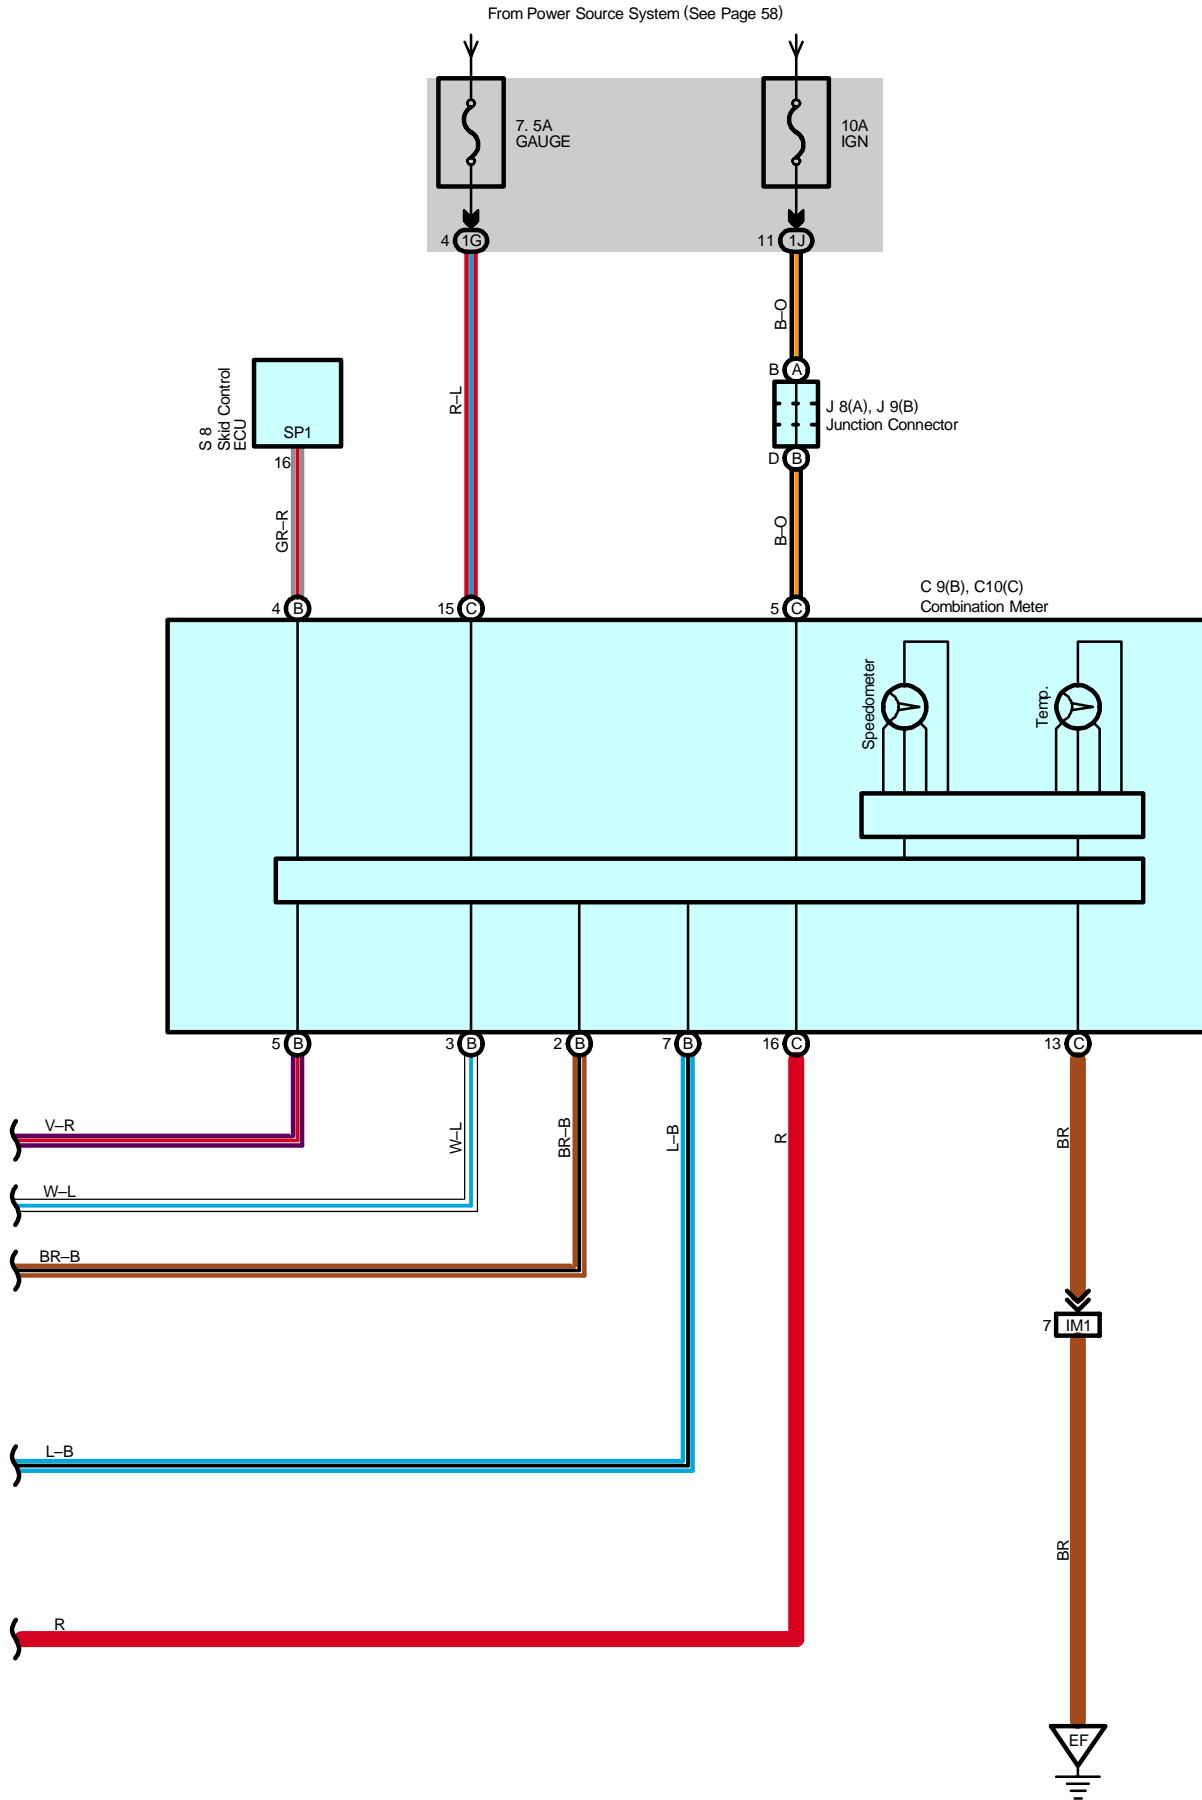 From Power Source System (See Page 58)
7. 5A
GAUGE
10A
IGN
4 1G
11 1J
B–O
B A
J 8(A), J 9(B)
Junction Connector
D B
B–O
R–L
S 8
Skid Control
ECU
SP1
16
GR–R
4 B
15 C
5 C
C 9(B), C10(C)
Combination Meter
Speedometer
Temp.
5 B
3 B
2 B
7 B
16 C
13 C
V–R
W–L
BR–B
L–B
R
BR
W–L
BR–B
7 IM1
L–B
BR
R
EF